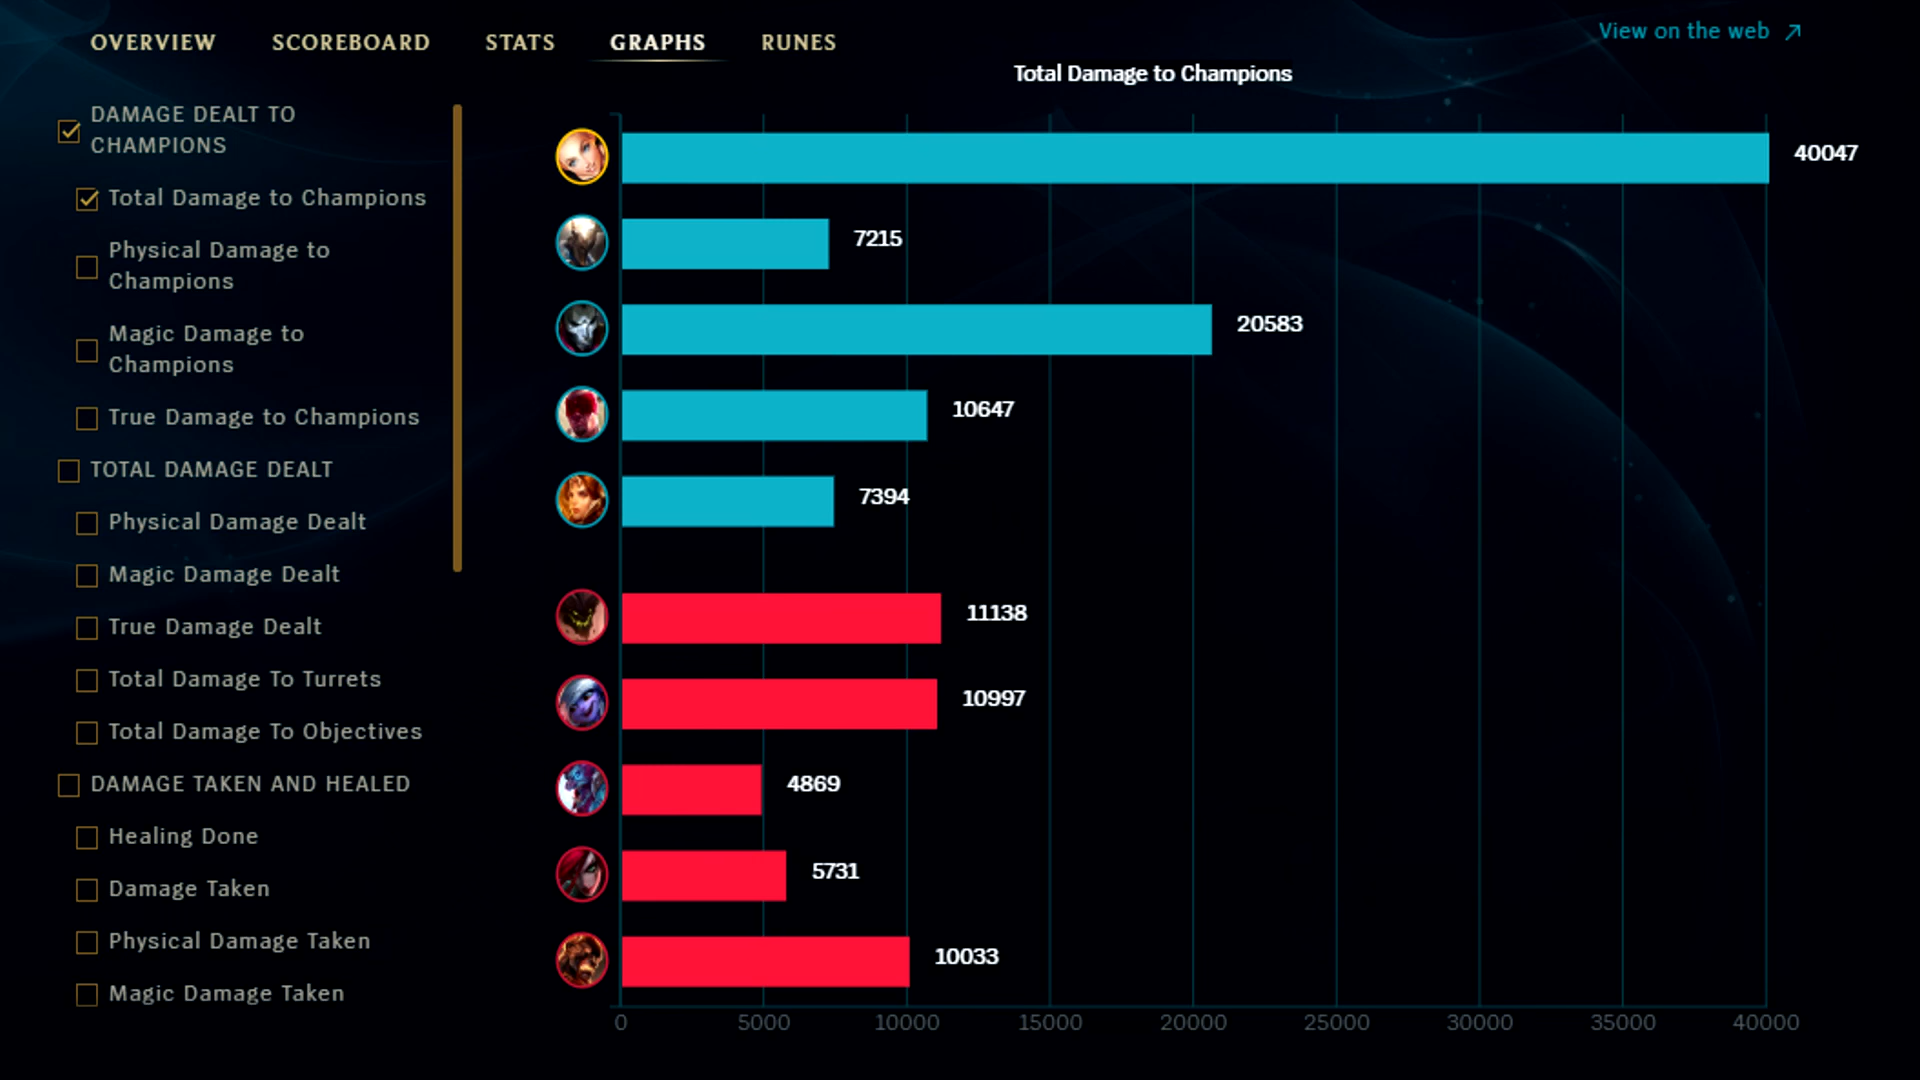 OVERVIEW SCOREBOARD STATS GRAPHS RUNES
View on the web
Total Damage to Champions
DAMAGE DEALT TO
CHAMPIONS
Total Damage to Champions
Physical Damage to
Champions
Magic Damage to
Champions
True Damage to Champions
TOTAL DAMAGE DEALT
Physical Damage Dealt
Magic Damage Dealt
True Damage Dealt
Total Damage To Turrets
Total Damage To Objectives
DAMAGE TAKEN AND HEALED
Healing Done
Damage Taken
Physical Damage Taken
Magic Damage Taken
40047
7215
20583
10647
7394
11138
10997
4869
5731
10033
0 5000 10000 15000 20000 25000 30000 35000 40000